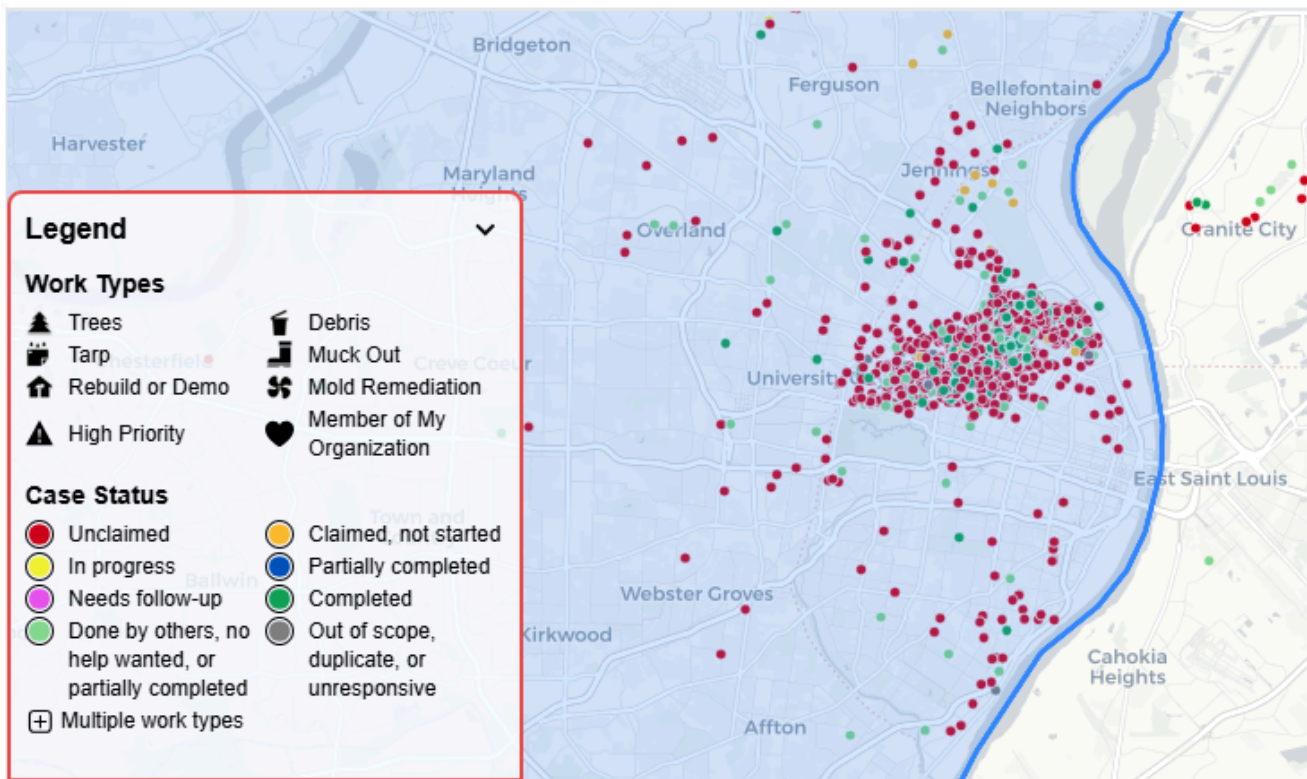 Bridgeton
Ferguson
Bellefontaine
Neighbors
Harvester
Maryland
Heights
Jennings
Overland
Granite City
Legend
Work Types
Trees
Debris
Tarp
Muck Out
Chesterfield
Creve Coeur
Rebuild or Demo
Mold Remediation
High Priority
Member of My
Organization
University
Case Status
East Saint Louis
Unclaimed
Claimed, not started
Town and
In progress
Partially completed
Ballwin
Needs follow-up
Completed
Webster Groves
Done by others, no
help wanted, or
partially completed
Out of scope,
duplicate, or
unresponsive
Kirkwood
Cahokia
Heights
Multiple work types
Affton